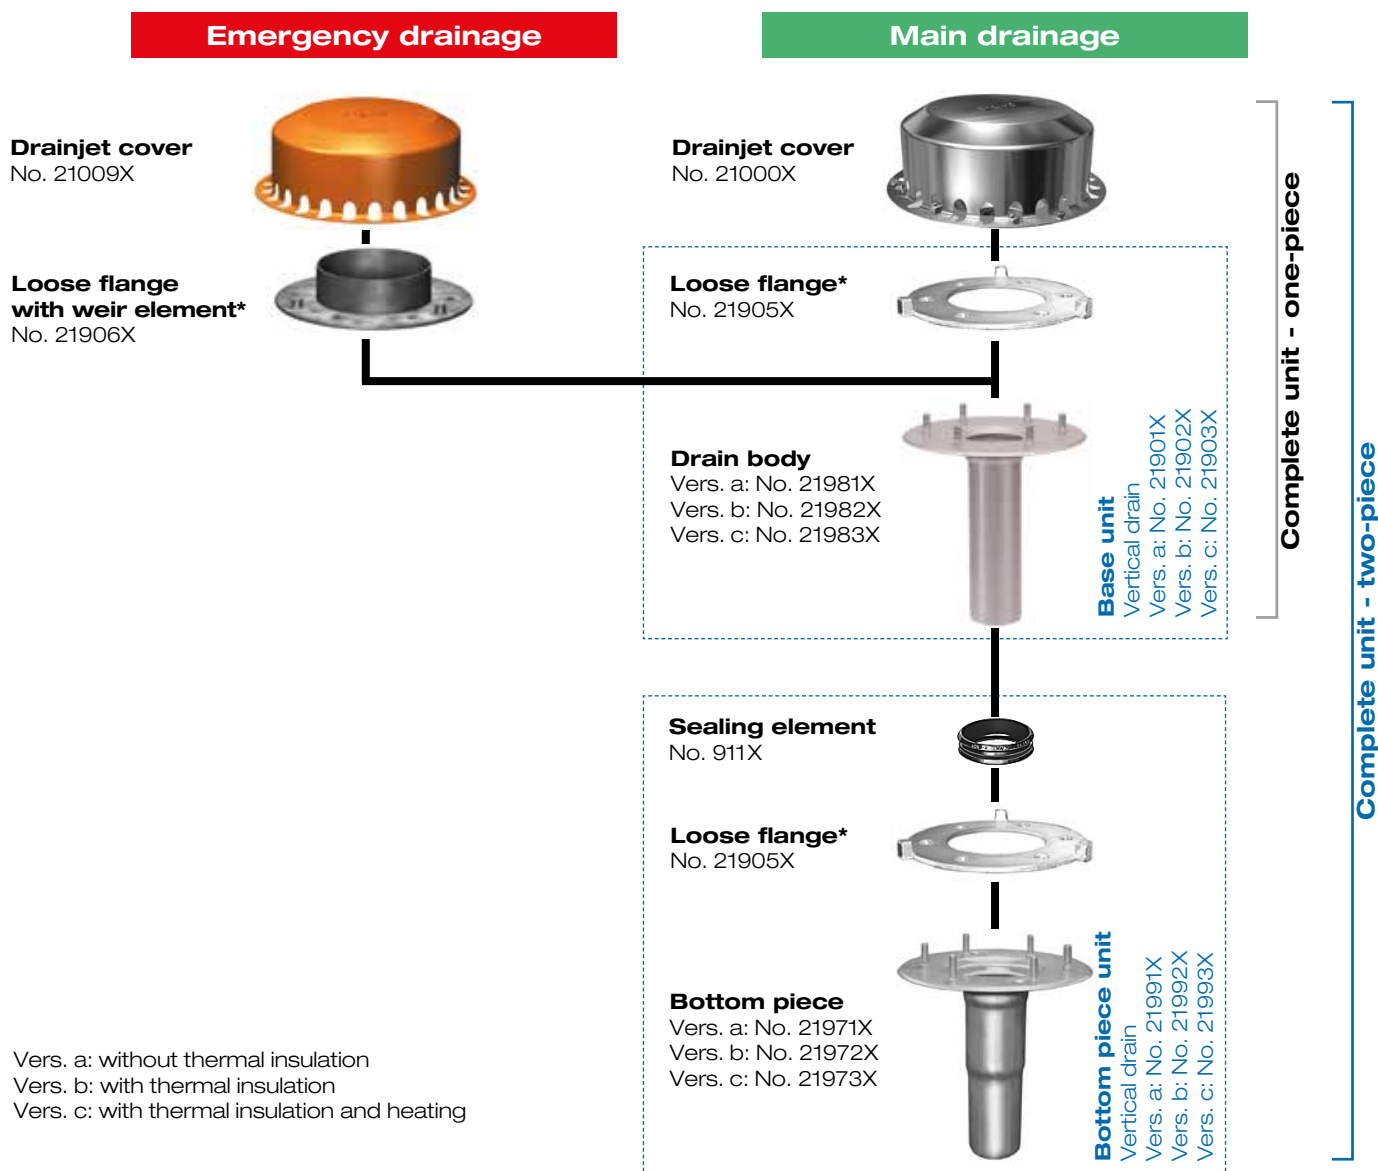 Emergency drainage
Main drainage
Drainjet cover
No. 21009X
Loose flange
with weir element*
No. 21906X
Drainjet cover
No. 21000X
Loose flange*
No. 21905X
Drain body
Vers. a: No. 21981X
Vers. b: No. 21982X
Vers. c: No. 21983X
Base unit
Vertical drain
Vers. a: No. 21901X
Vers. b: No. 21902X
Vers. c: No. 21903X
Complete unit - one-piece
Complete unit - two-piece
Sealing element
No. 911X
Loose flange*
No. 21905X
Bottom piece
Vers. a: No. 21971X
Vers. b: No. 21972X
Vers. c: No. 21973X
Bottom piece unit
Vertical drain
Vers. a: No. 21991X
Vers. b: No. 21992X
Vers. c: No. 21993X
Vers. a: without thermal insulation
Vers. b: with thermal insulation
Vers. c: with thermal insulation and heating